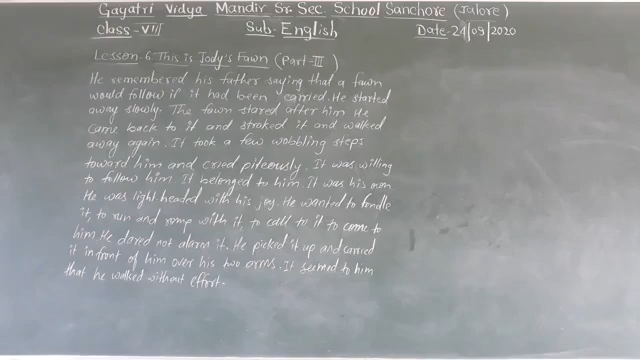 Gayatri Vidya Mandir Sr. Sec. School Sanchore (Jalore)
Class-VIII Sub. English Date-24/09/2020
Lesson.6 This is Jody's Fawn (Part-III)
He remembered his father saying that a fawn
would follow if it had been carried. He started
away slowly. The fawn stared after him. He
came back to it and stroked it and walked
away again. It took a few wobbling steps
toward him and cried piteously. It was willing
to follow him. It belonged to him. It was his own
He was light headed with his joy. He wanted to fondle
it, to run and romp with it, to call to it to come to
him. He dared not alarm it. He picked it up and carried
it in front of him over his two arms. It seemed to him
that he walked without effort.